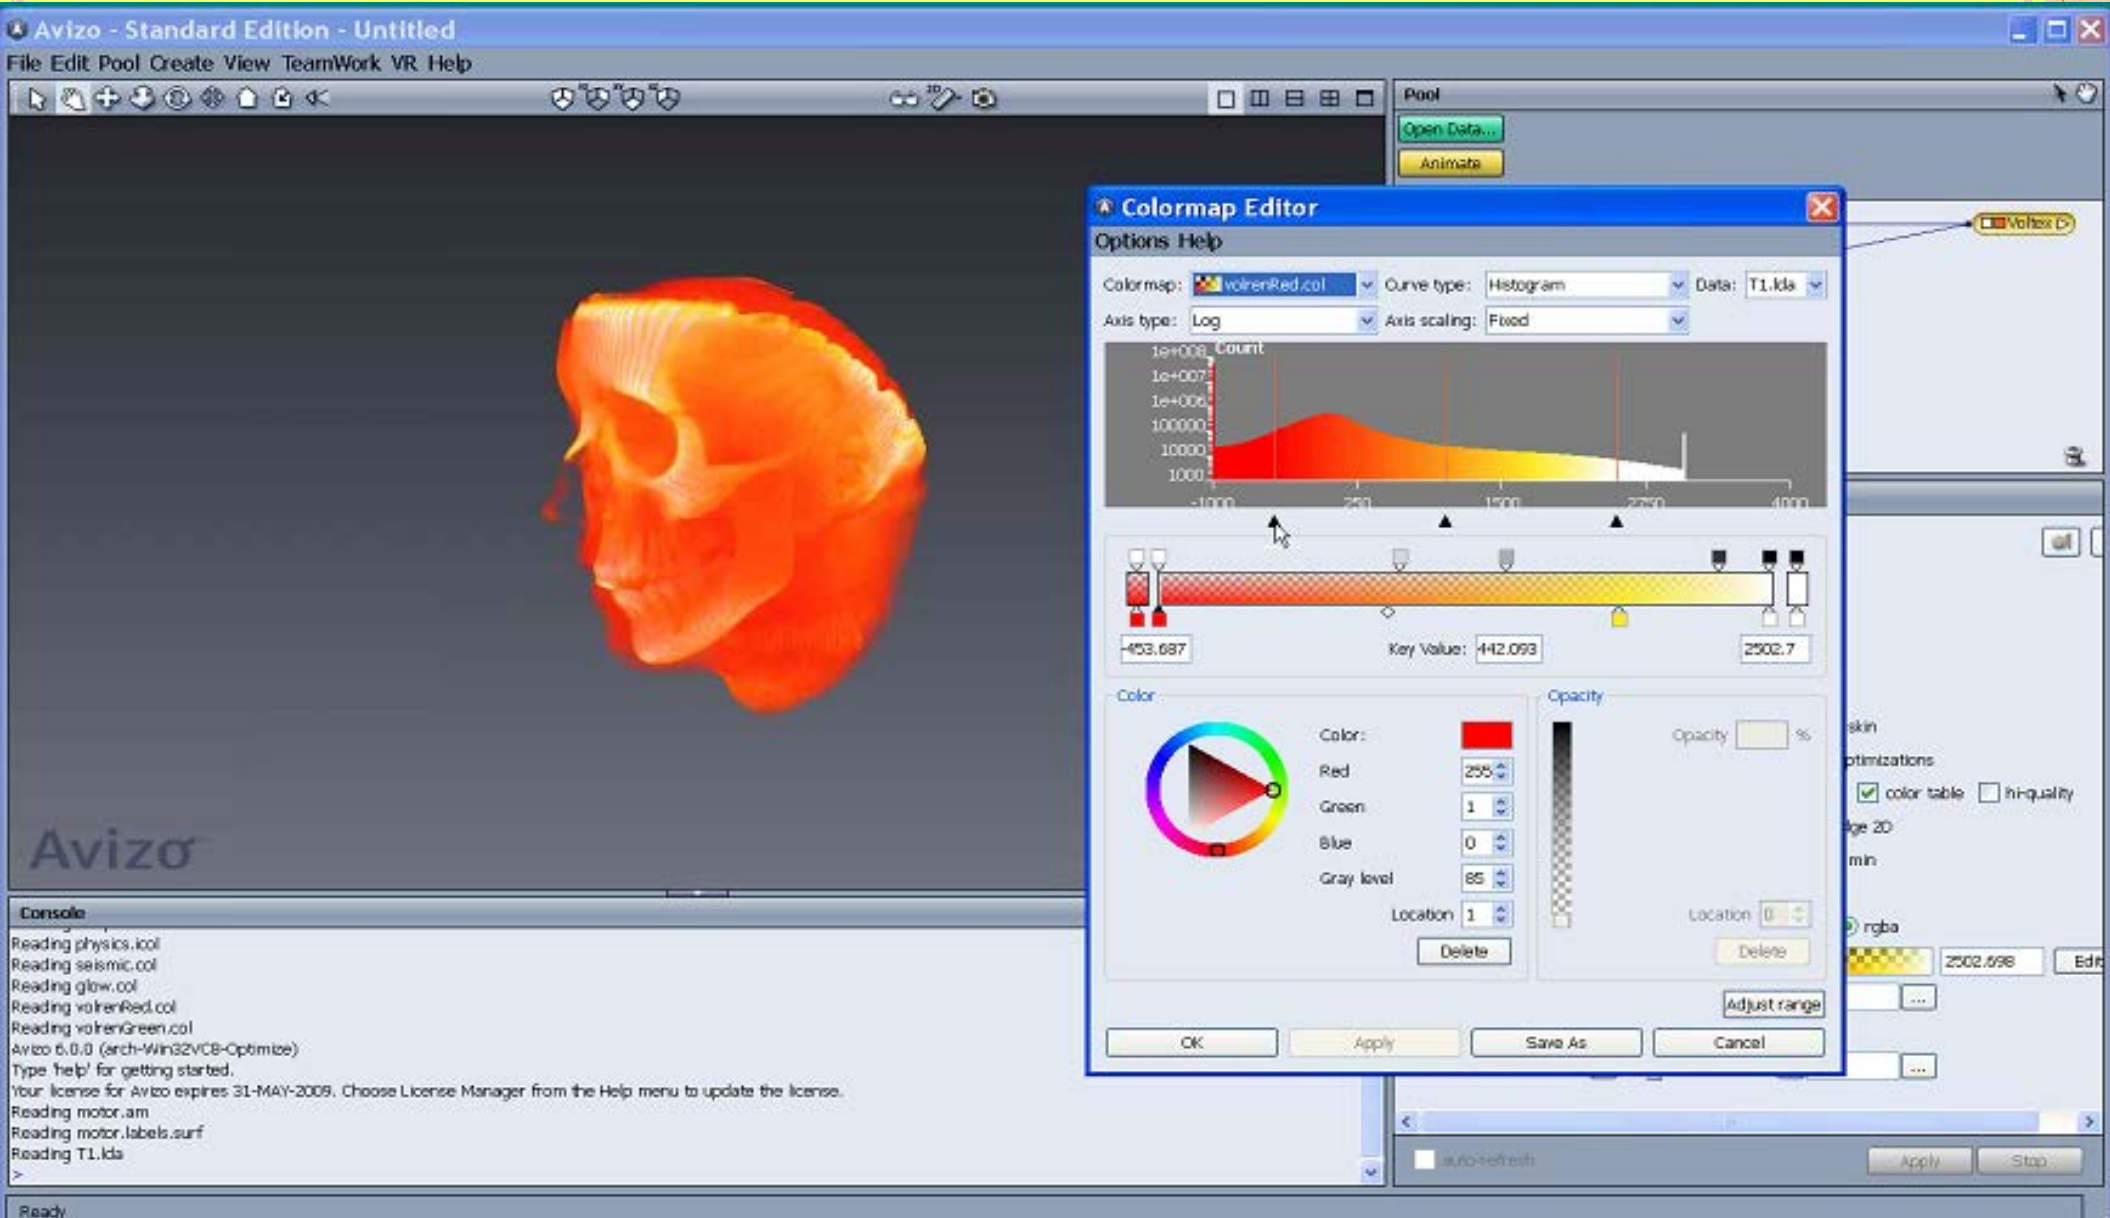 Avizo - Standard Edition - Untitled
File Edit Pool Create View TeamWork VR Help
Pool
Open Data...
Animate
Voltex
Colormap Editor
Options Help
Colormap: volrenRed.col Curve type: Histogram Data: T1.lda
Axis type: Log Axis scaling: Fixed
Count
1e+008
1e+007
1e+006
100000
10000
1000
-1000 250 1500 2750 4000
-453.687 Key Value: 442.093 2502.7
Color Opacity
Color: Opacity %
Red 255
Green 1
Blue 0
Gray level 85
Location 1 Location 0
Delete Delete
Adjust range
OK Apply Save As Cancel
skin
ptimizations
color table hi-quality
ge 2D
min
rgba
2502.698 Edit
... 
...
auto-refresh Apply Stop
Avizo
Console
Reading physics.icol
Reading seismic.col
Reading glow.col
Reading volrenRed.col
Reading volrenGreen.col
Avizo 6.0.0 (arch-Win32VC8-Optimize)
Type 'help' for getting started.
Your license for Avizo expires 31-MAY-2009. Choose License Manager from the Help menu to update the license.
Reading motor.am
Reading motor.labels.surf
Reading T1.lda
>
Ready